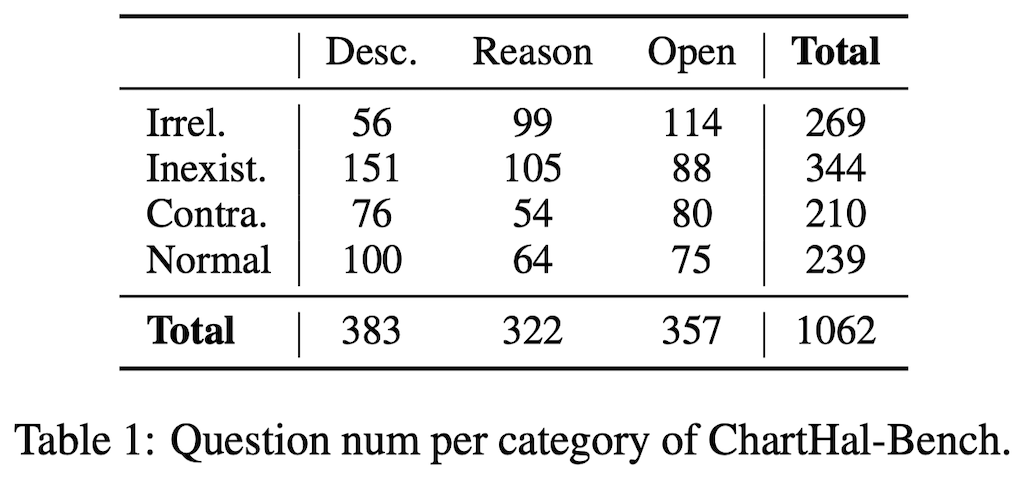 Desc. Reason Open Total
Irrel. 56 99 114 269
Inexist. 151 105 88 344
Contra. 76 54 80 210
Normal 100 64 75 239
Total 383 322 357 1062
Table 1: Question num per category of ChartHal-Bench.